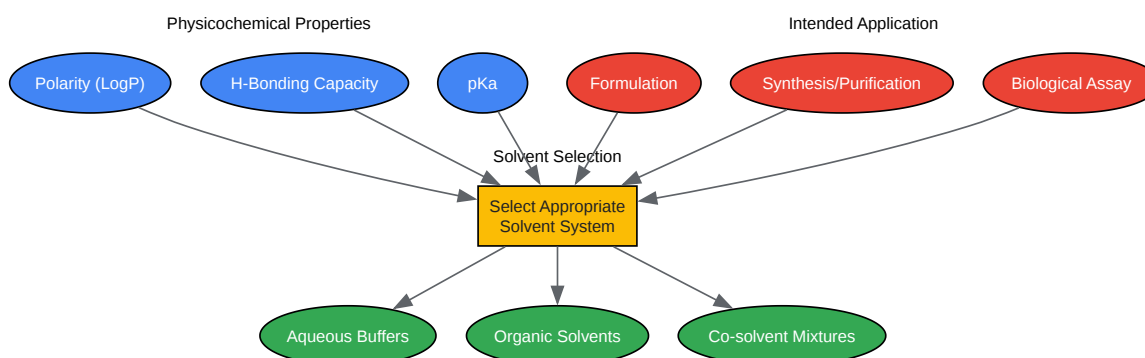 Physicochemical Properties
Intended Application
Polarity (LogP)
H-Bonding Capacity
pKa
Formulation
Synthesis/Purification
Biological Assay
Solvent Selection
Select Appropriate
Solvent System
Aqueous Buffers
Organic Solvents
Co-solvent Mixtures